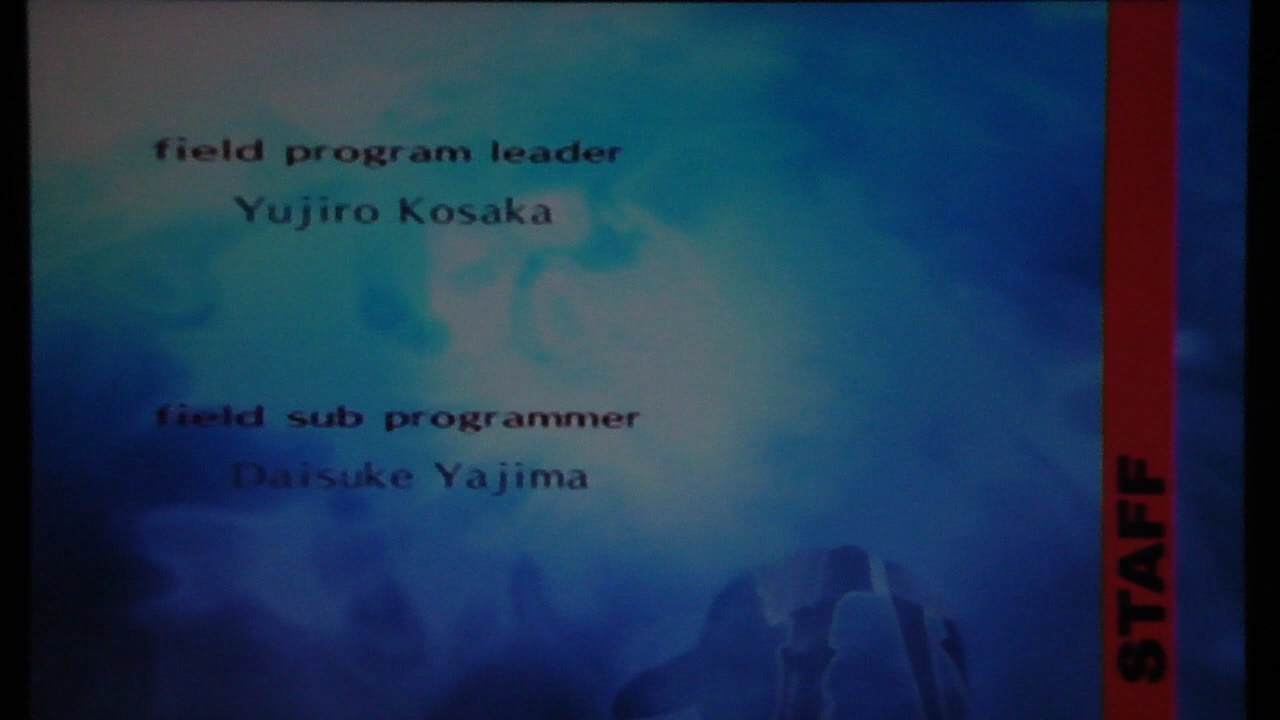 field program leader
Yujiro Kosaka
field sub programmer
Daisuke Yajima
STAFF